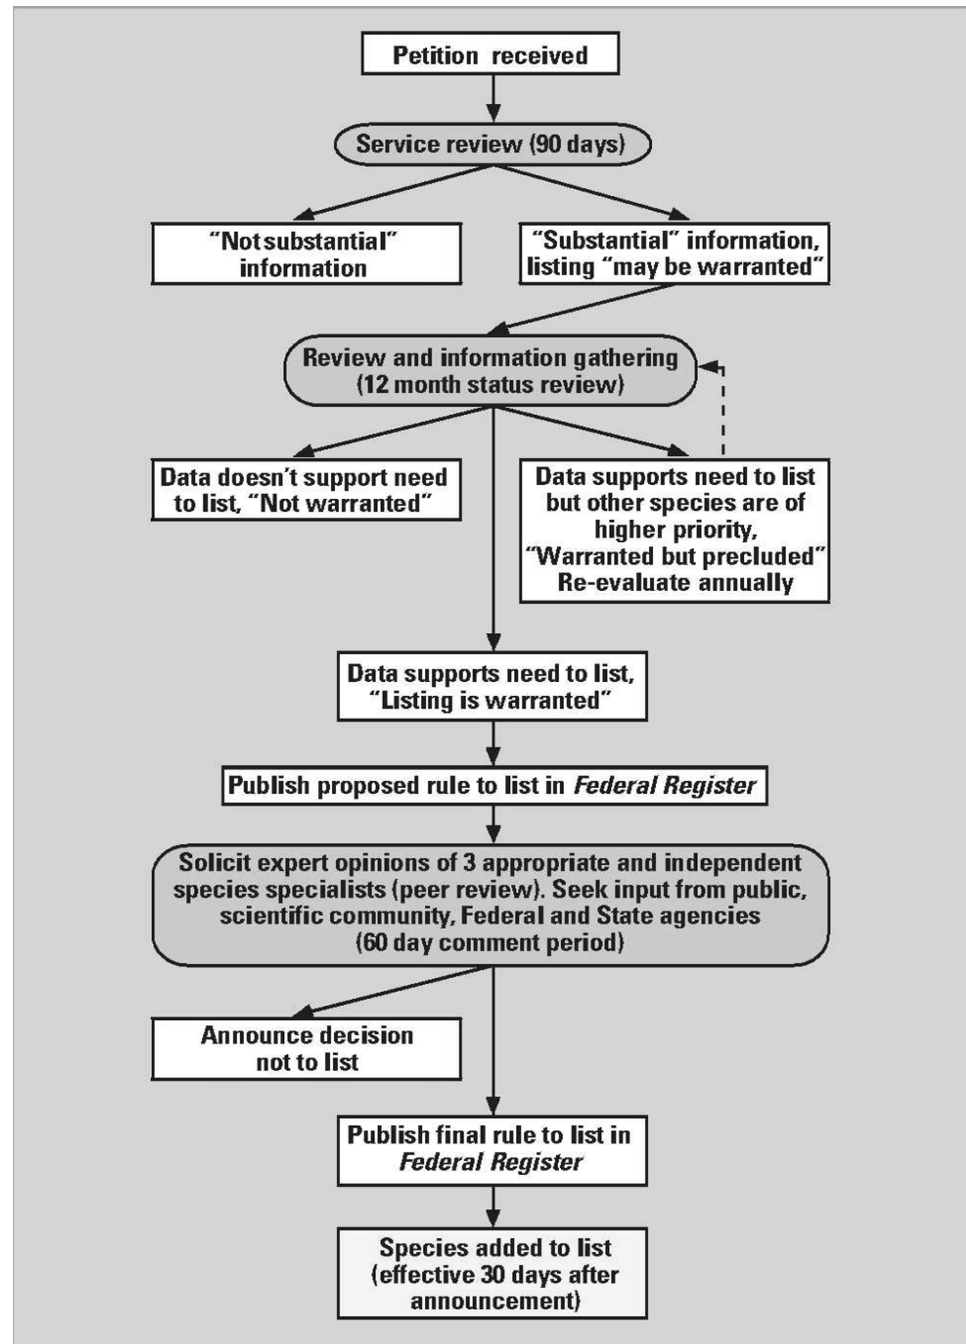 Petition received
Service review (90 days)
“Not substantial”
information
“Substantial” information,
listing “may be warranted”
Review and information gathering
(12 month status review)
Data doesn’t support need
to list, “Not warranted”
Data supports need to list
but other species are of
higher priority,
“Warranted but precluded”
Re-evaluate annually
Data supports need to list,
“Listing is warranted”
Publish proposed rule to list in Federal Register
Solicit expert opinions of 3 appropriate and independent
species specialists (peer review). Seek input from public,
scientific community, Federal and State agencies
(60 day comment period)
Announce decision
not to list
Publish final rule to list in
Federal Register
Species added to list
(effective 30 days after
announcement)